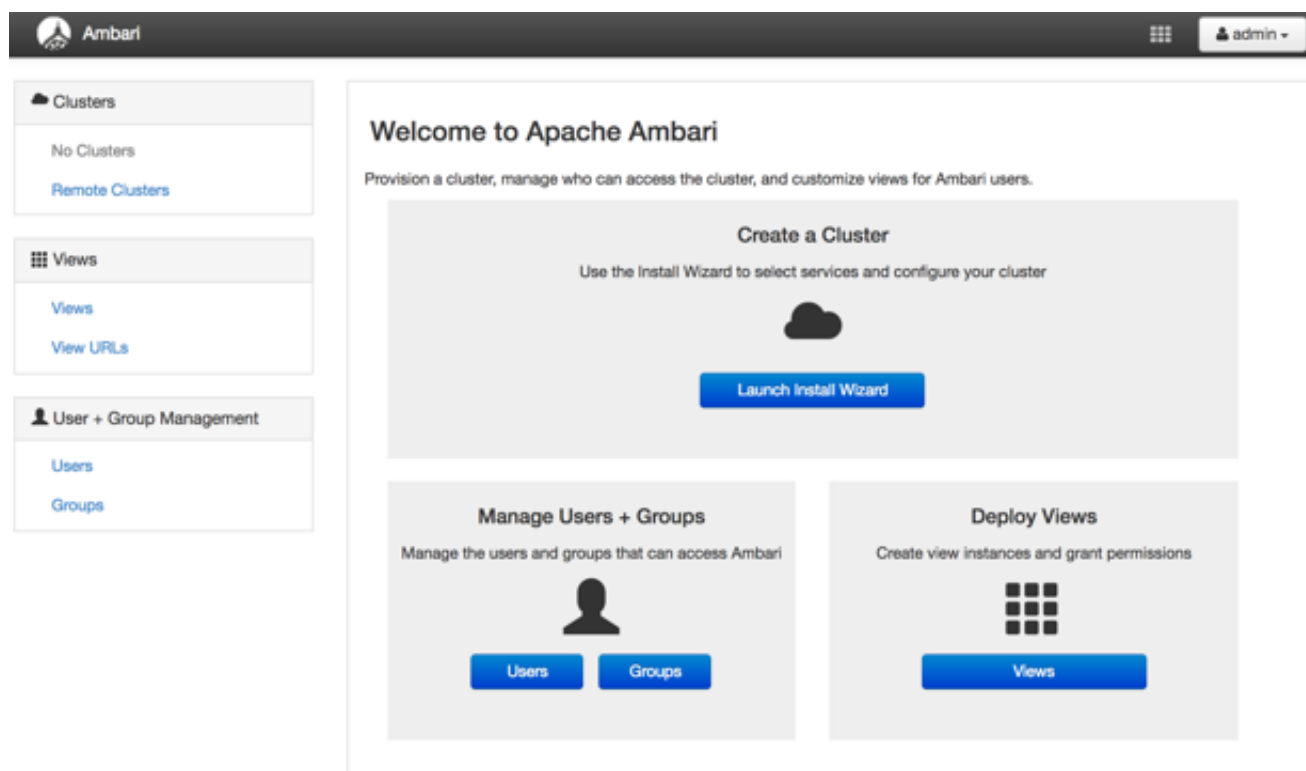 Ambari
admin
Clusters
No Clusters
Remote Clusters
Views
Views
View URLs
User + Group Management
Users
Groups
Welcome to Apache Ambari
Provision a cluster, manage who can access the cluster, and customize views for Ambari users.
Create a Cluster
Use the Install Wizard to select services and configure your cluster
Launch Install Wizard
Manage Users + Groups
Manage the users and groups that can access Ambari
Users
Groups
Deploy Views
Create view instances and grant permissions
Views